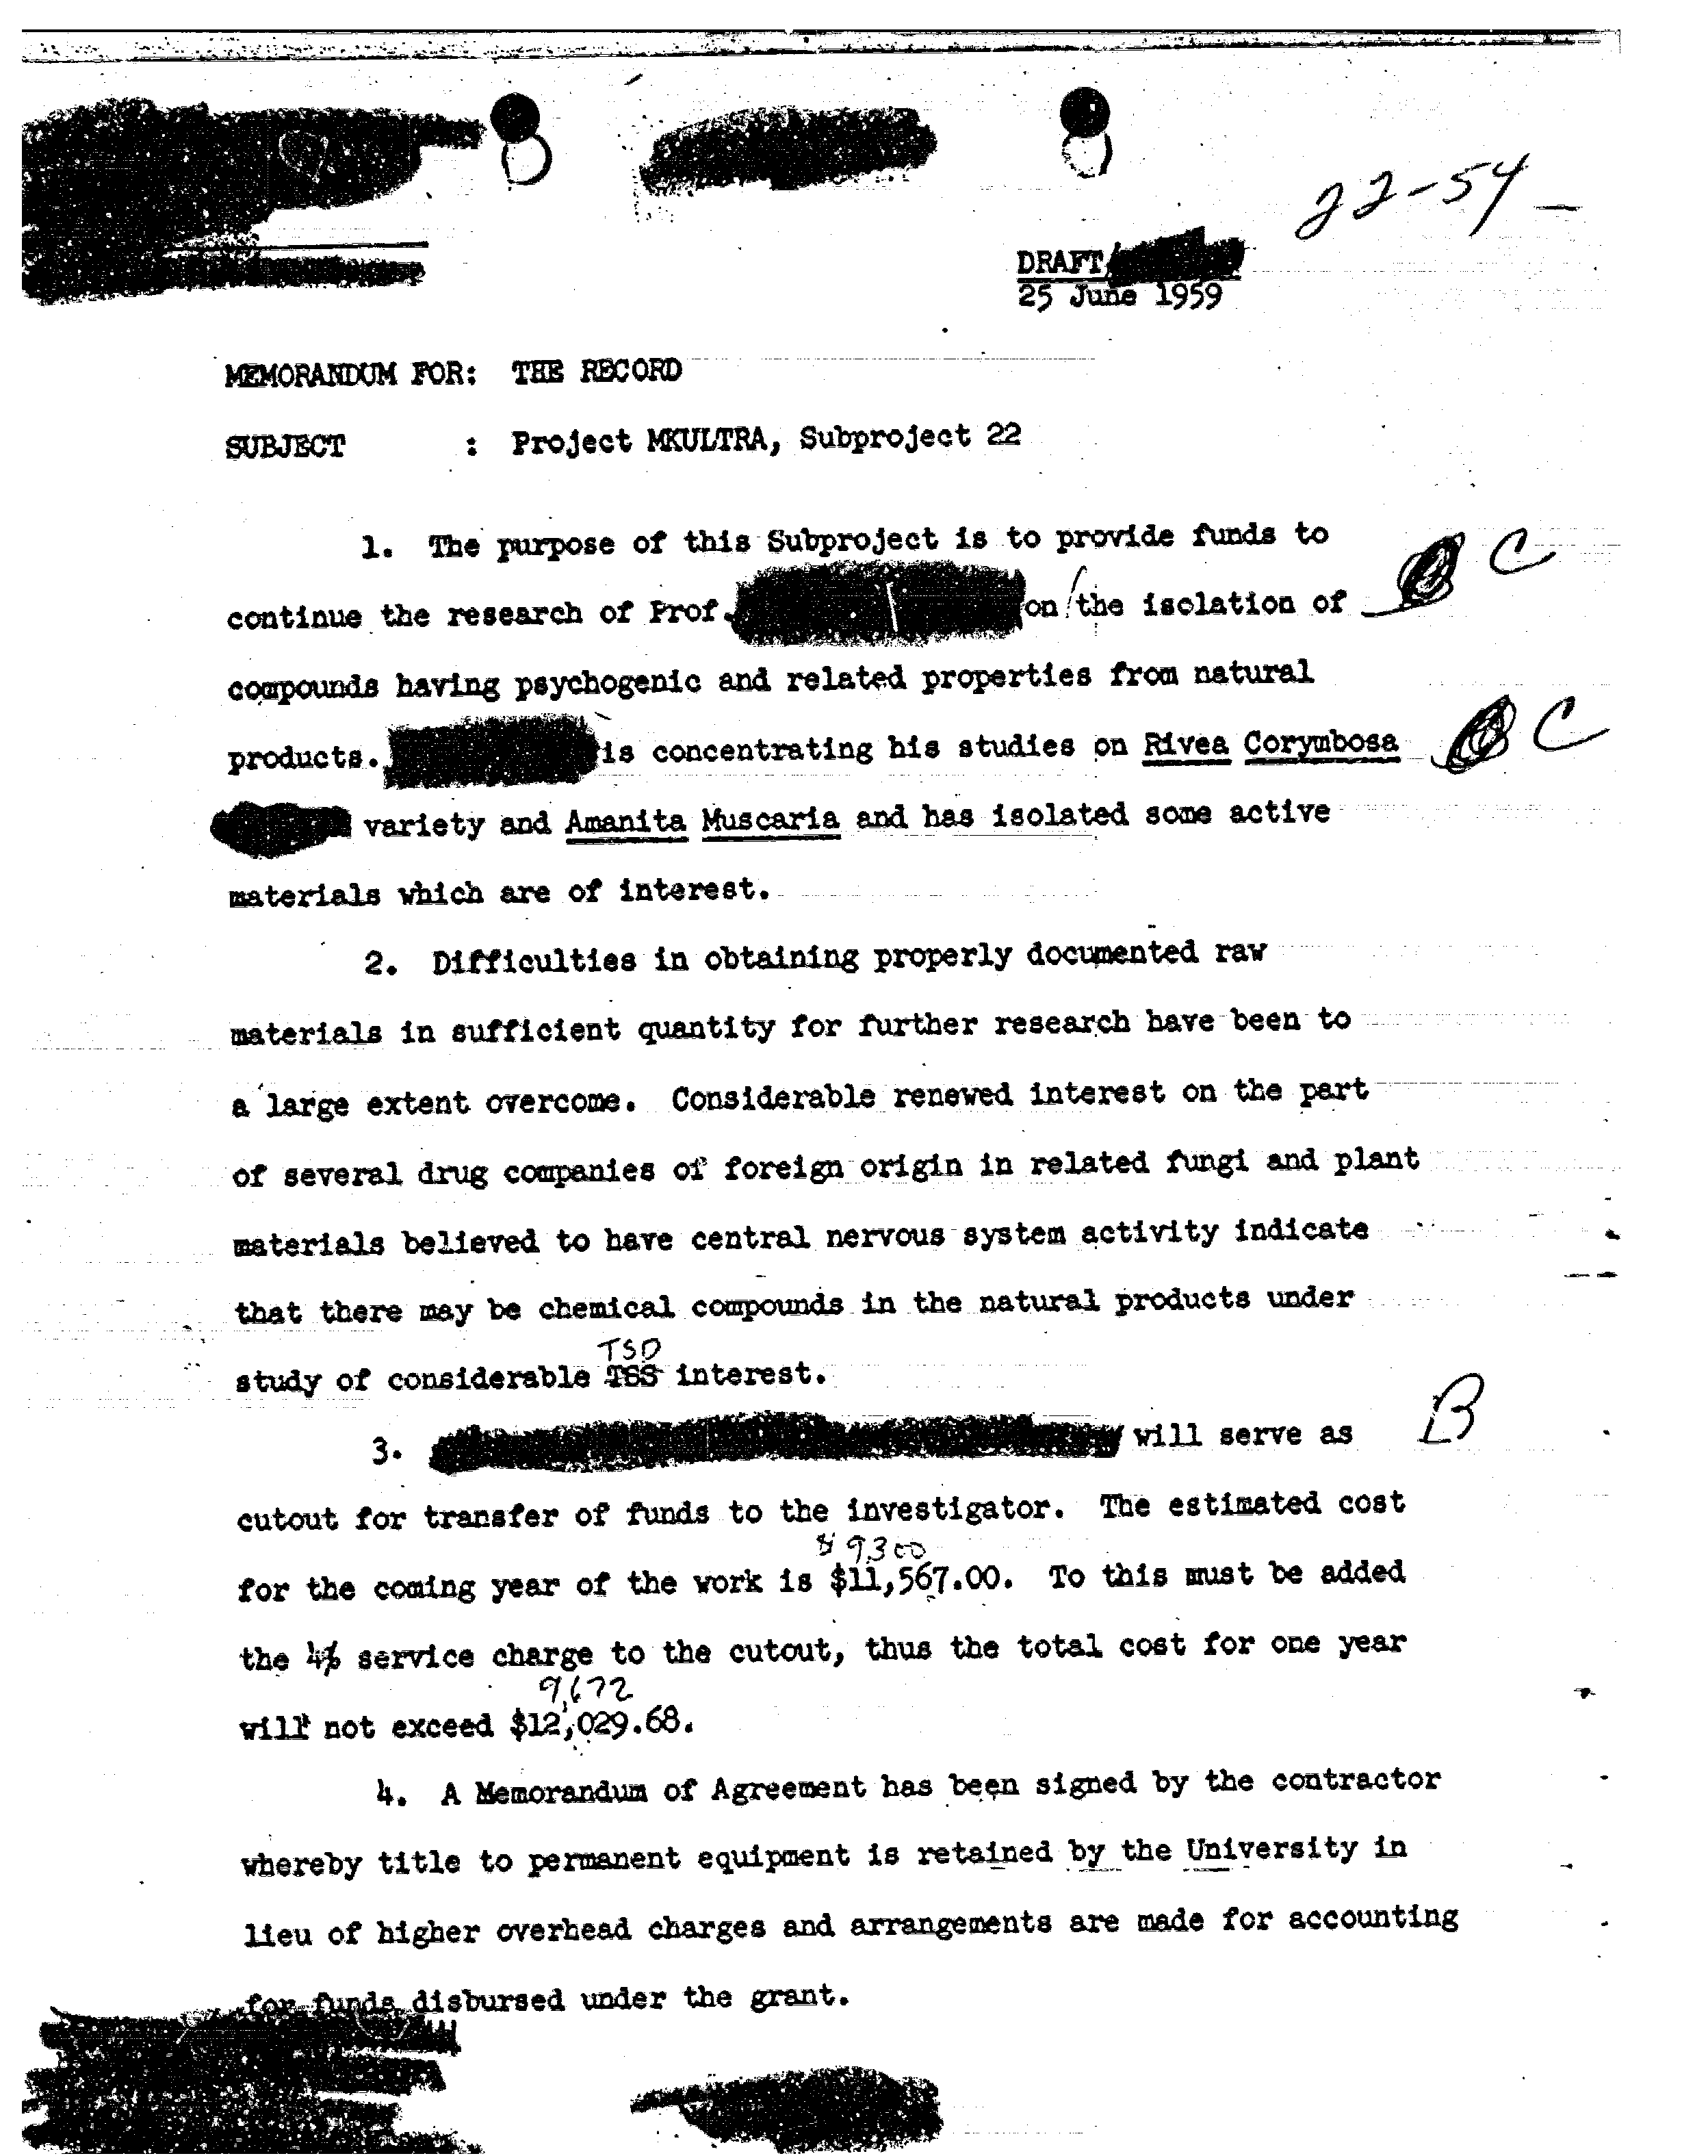 22-54
DRAFT
25 June 1959
MEMORANDUM FOR: THE RECORD
SUBJECT : Project MKULTRA, Subproject 22
1. The purpose of this Subproject is to provide funds to
C
continue the research of Prof. on the isolation of
compounds having psychogenic and related properties from natural
products. is concentrating his studies on Rivea Corymbosa
C
variety and Amanita Muscaria and has isolated some active
materials which are of interest.
2. Difficulties in obtaining properly documented raw
materials in sufficient quantity for further research have been to
a large extent overcome. Considerable renewed interest on the part
of several drug companies of foreign origin in related fungi and plant
materials believed to have central nervous system activity indicate
that there may be chemical compounds in the natural products under
TSD
study of considerable TSS interest.
3. will serve as
B
cutout for transfer of funds to the investigator. The estimated cost
$ 9300
for the coming year of the work is $11,567.00. To this must be added
the 4% service charge to the cutout, thus the total cost for one year
9,672
will not exceed $12,029.68.
4. A Memorandum of Agreement has been signed by the contractor
whereby title to permanent equipment is retained by the University in
lieu of higher overhead charges and arrangements are made for accounting
for funds disbursed under the grant.